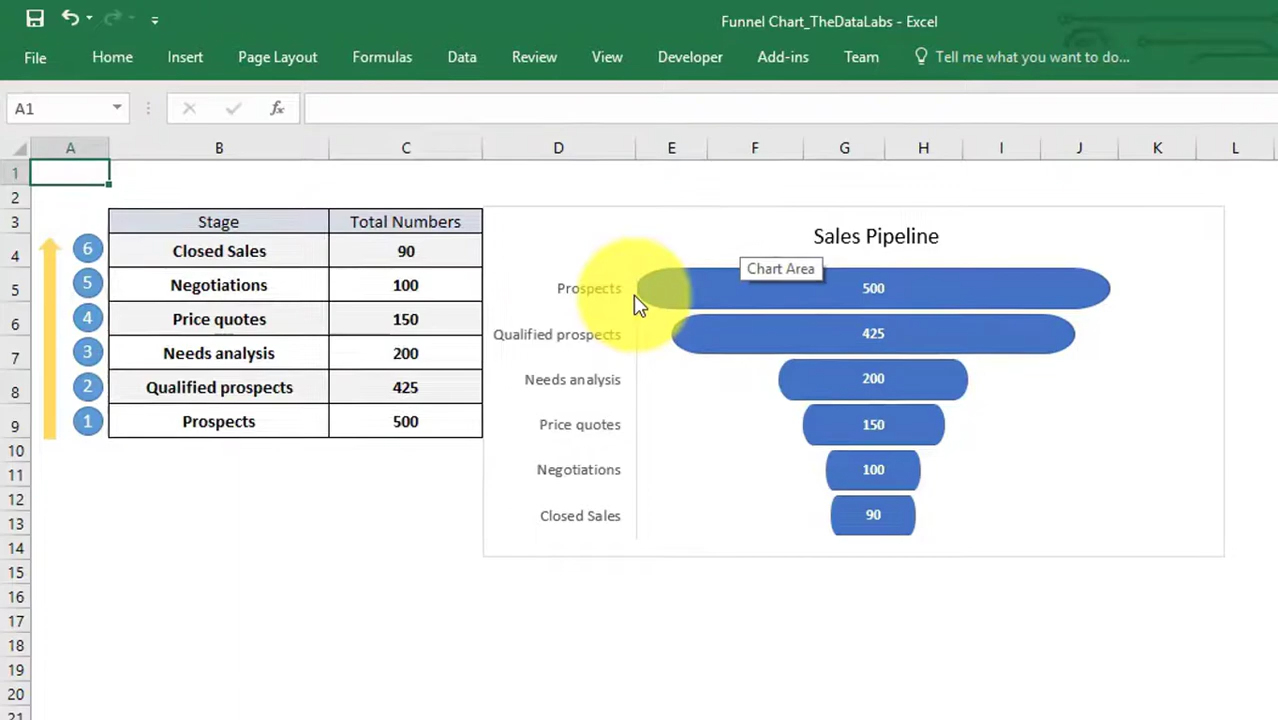 Funnel Chart_TheDataLabs - Excel
File Home Insert Page Layout Formulas Data Review View Developer Add-ins Team Tell me what you want to do...
A1 fx
A B C D E F G H I J K L
1
2
3 Stage Total Numbers
4 6 Closed Sales 90
5 5 Negotiations 100
6 4 Price quotes 150
7 3 Needs analysis 200
8 2 Qualified prospects 425
9 1 Prospects 500
10
11
12
13
14
15
16
17
18
19
20
21
Sales Pipeline
Chart Area
Prospects 500
Qualified prospects 425
Needs analysis 200
Price quotes 150
Negotiations 100
Closed Sales 90